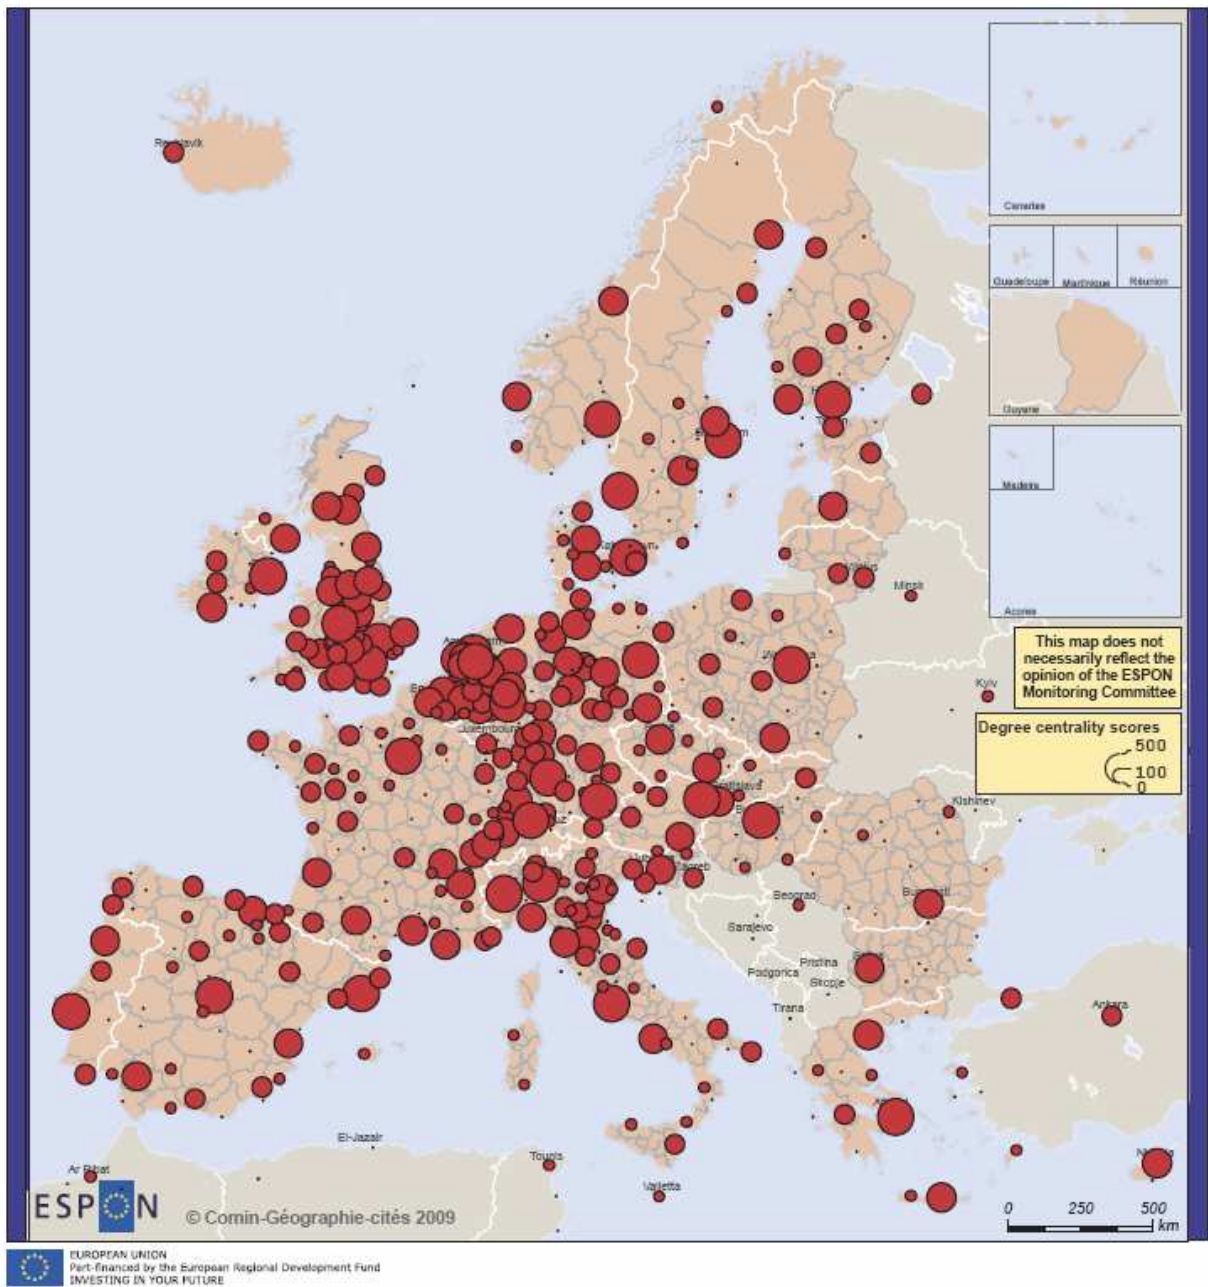 Canarias
Guadeloupe
Martinique
Réunion
Guyane
Madeira
Acores
This map does not
necessarily reflect the
opinion of the ESPON
Monitoring Committee
Degree centrality scores
500
100
0
Minsk
Kyiv
Kishinev
Vilnius
Luxembourg
Zagreb
Beograd
Sarajevo
Pristina
Podgorica
Skopje
Tirana
Ankara
El-Jazair
Tounis
Valletta
ESPON
© Comin-Géographie-cités 2009
0 250 500
km
EUROPEAN UNION
Part-financed by the European Regional Development Fund
INVESTING IN YOUR FUTURE